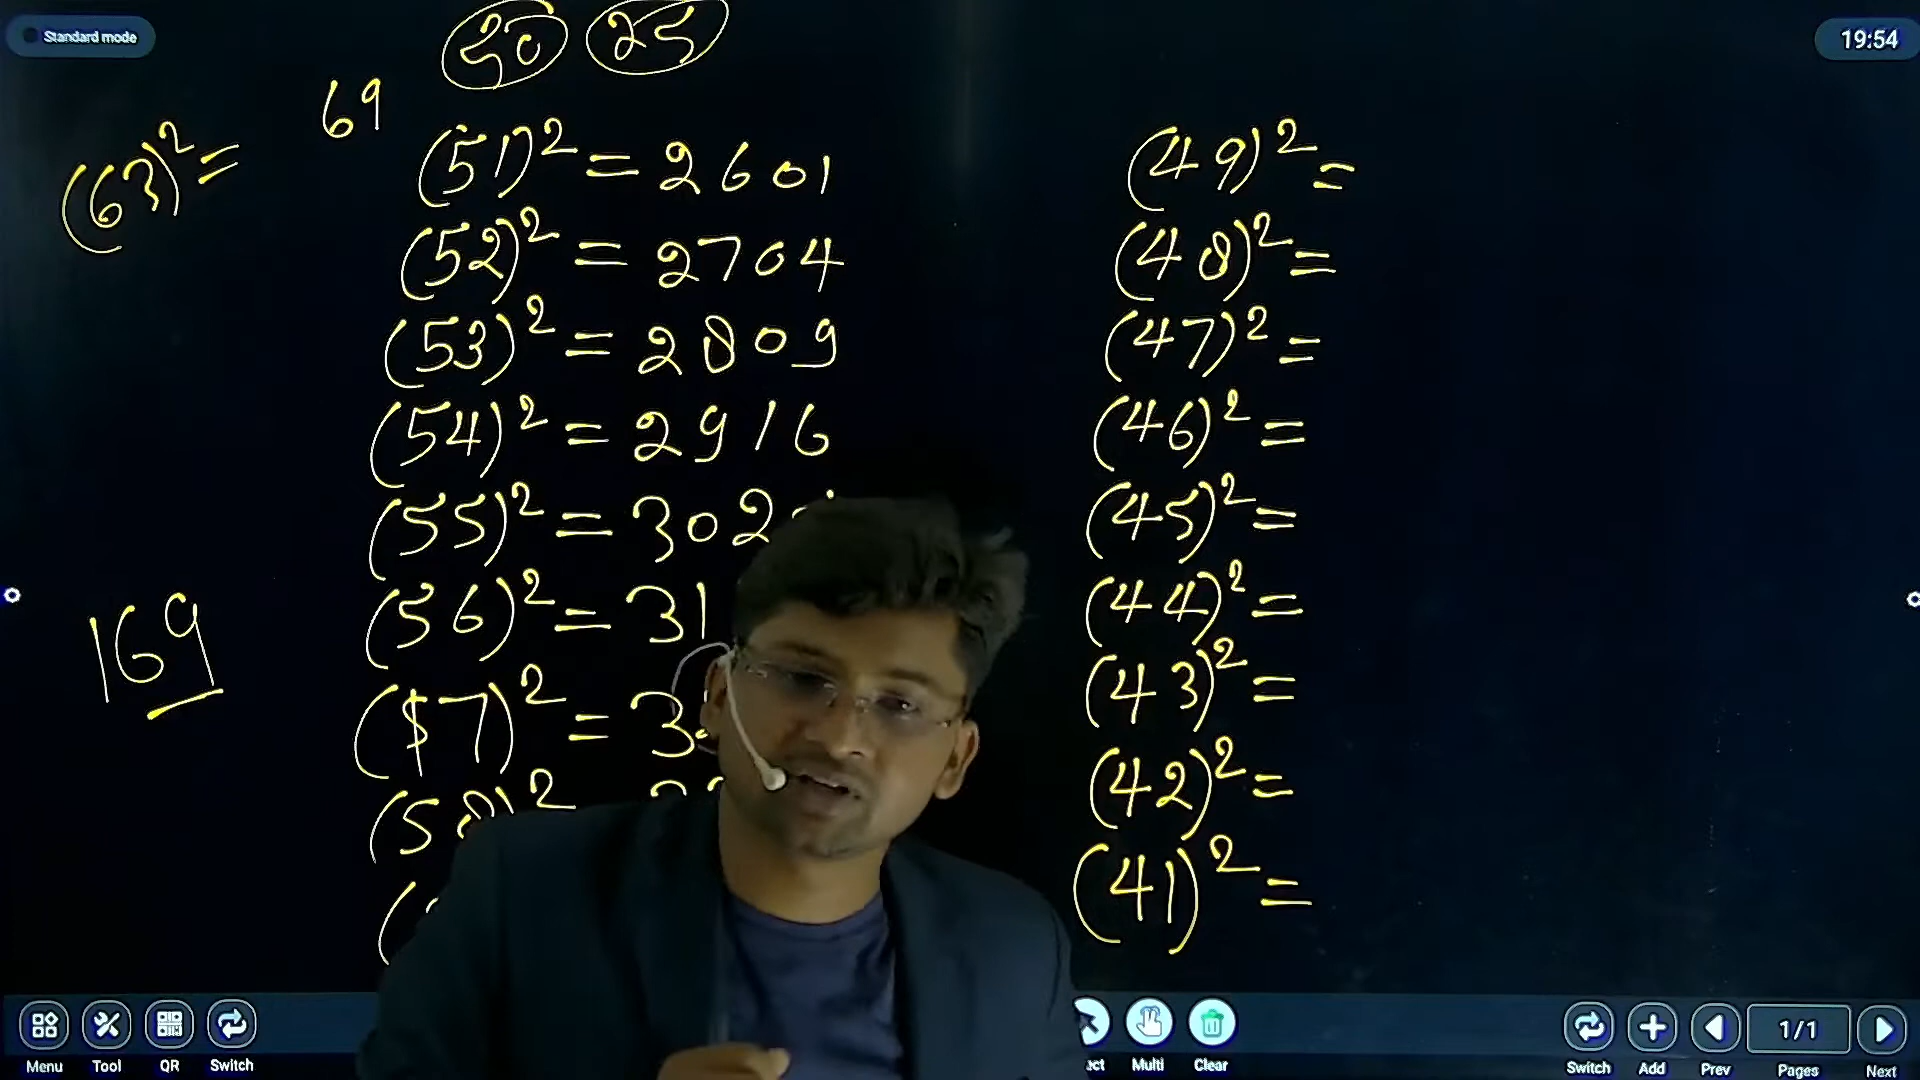 Standard mode
19:54
50 25
69
(63)² =
(51)² = 2601
(52)² = 2704
(53)² = 2809
(54)² = 2916
(55)² = 302
(56)² = 31
(57)² = 3
(58)²
169
(49)² =
(48)² =
(47)² =
(46)² =
(45)² =
(44)² =
(43)² =
(42)² =
(41)² =
Menu Tool QR Switch
Multi Clear
1/1
Switch Add Prev Pages Next